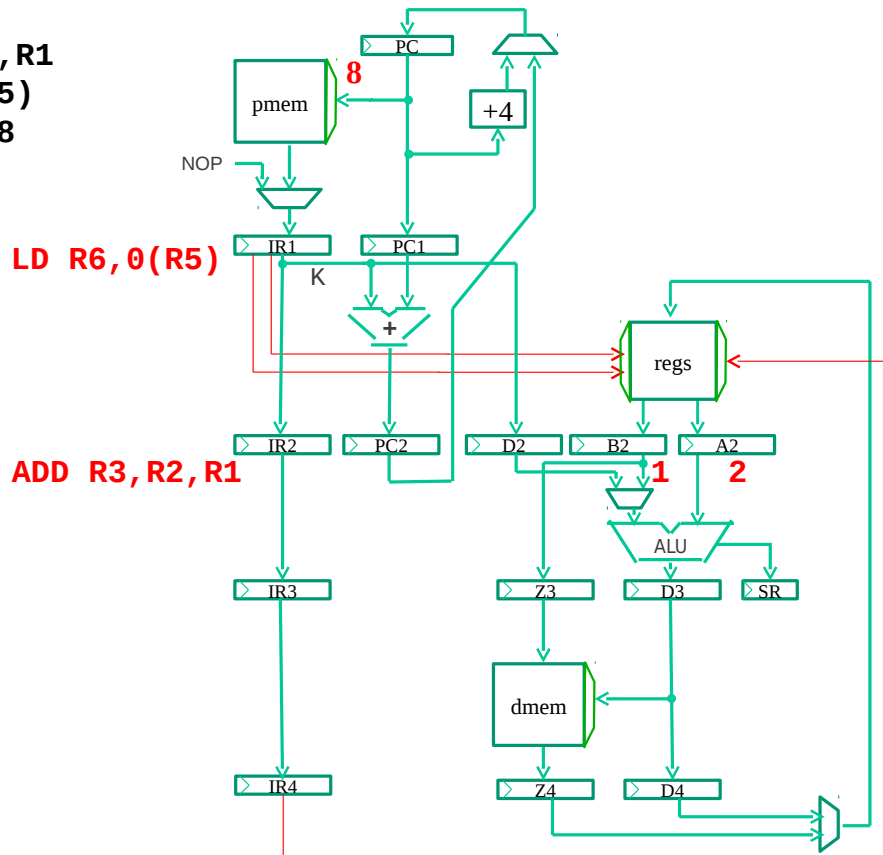 ,R1
5)
8
PC
8
pmem
+4
NOP
IR1
PC1
LD R6,0(R5)
K
+
regs
IR2
PC2
D2
B2
A2
ADD R3,R2,R1
1
2
ALU
IR3
Z3
D3
SR
dmem
IR4
Z4
D4